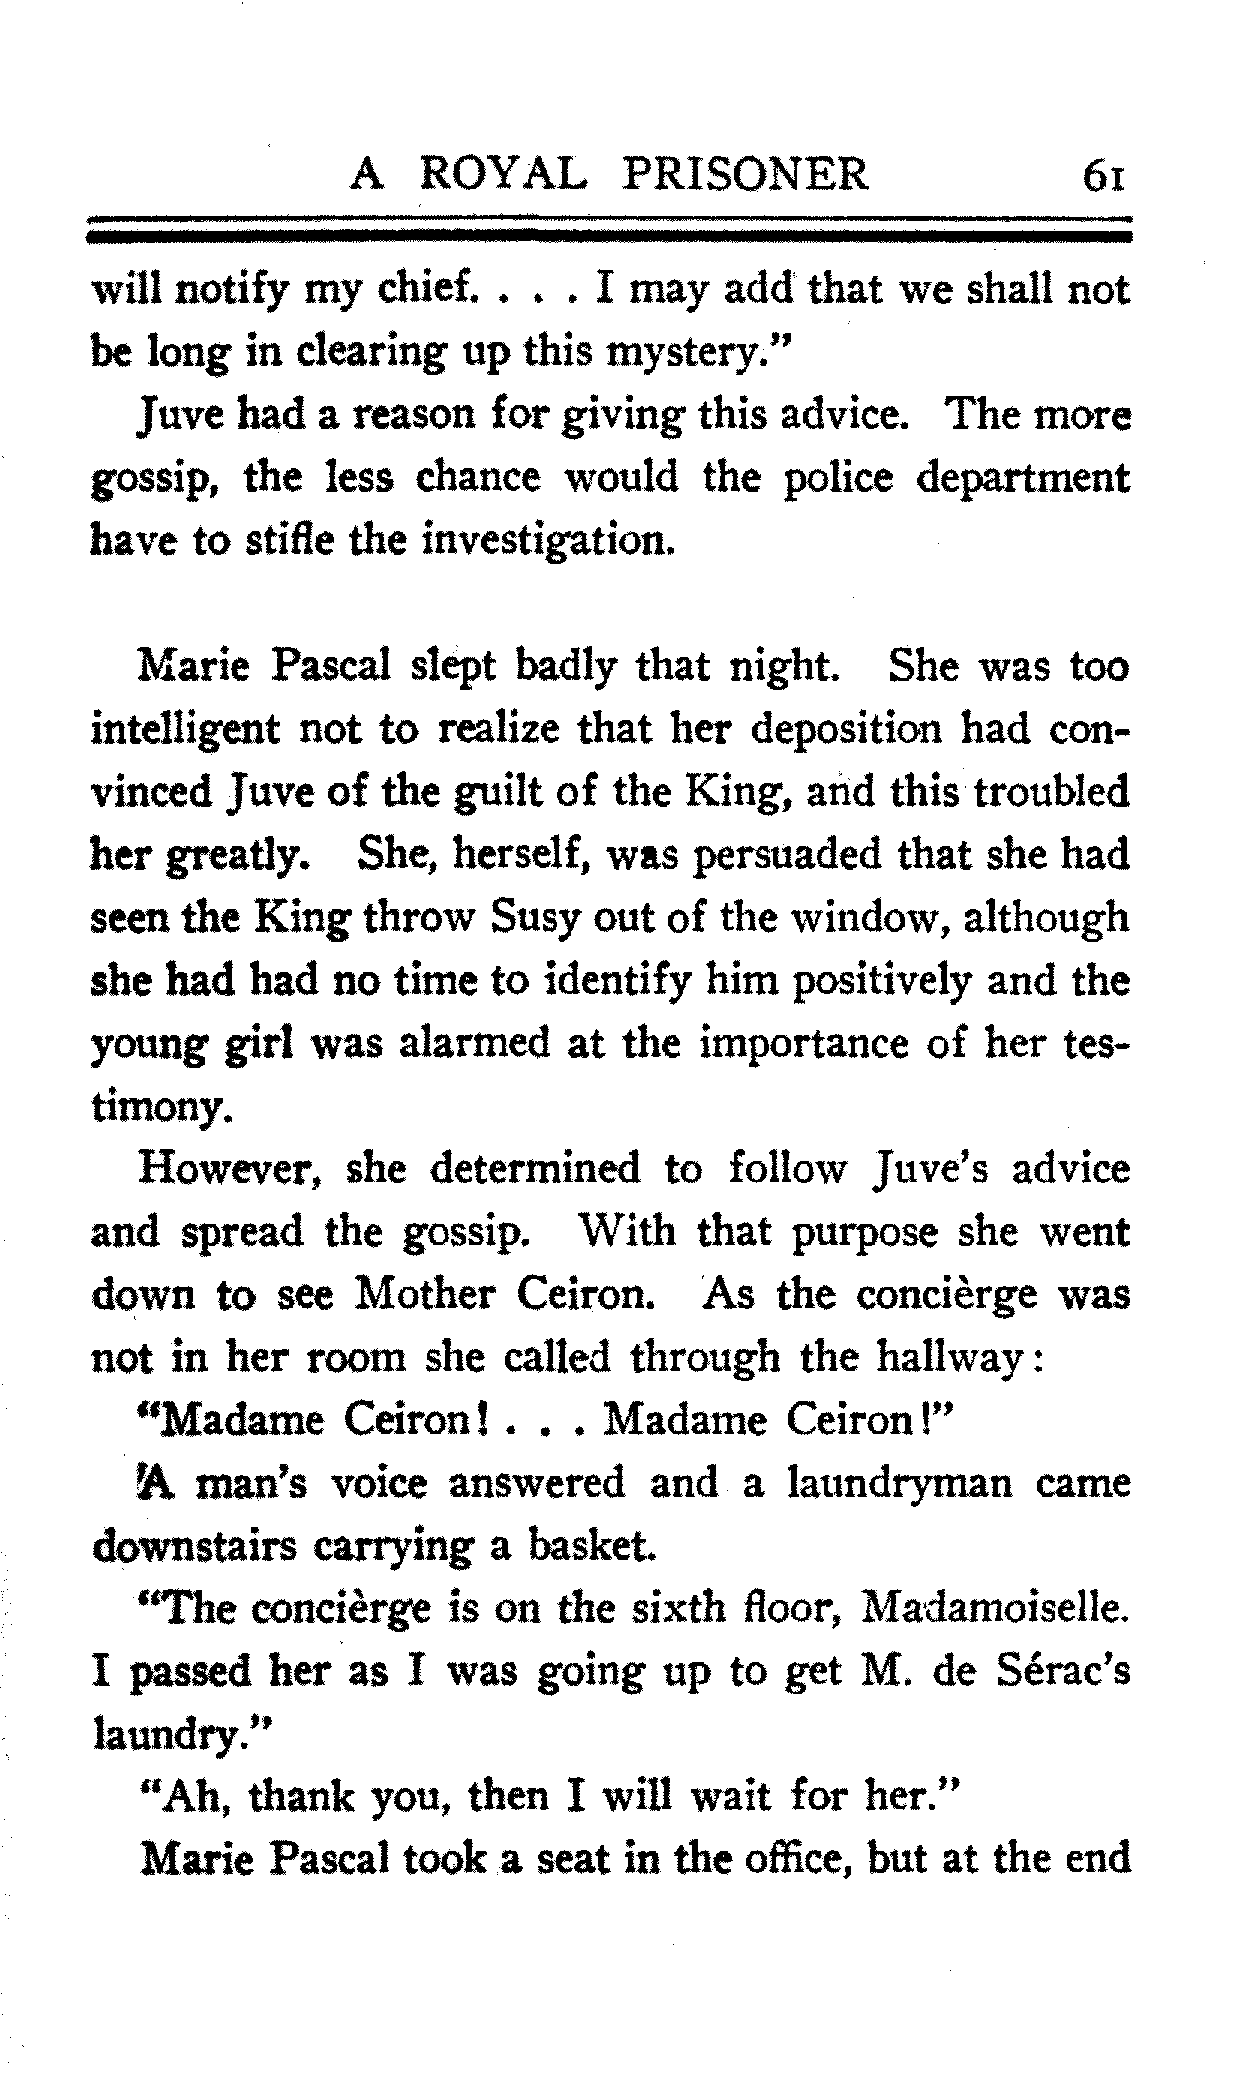 A ROYAL PRISONER 61
will notify my chief. . . . I may add that we shall not
be long in clearing up this mystery.”
Juve had a reason for giving this advice. The more
gossip, the less chance would the police department
have to stifle the investigation.
Marie Pascal slept badly that night. She was too
intelligent not to realize that her deposition had con-
vinced Juve of the guilt of the King, and this troubled
her greatly. She, herself, was persuaded that she had
seen the King throw Susy out of the window, although
she had had no time to identify him positively and the
young girl was alarmed at the importance of her tes-
timony.
However, she determined to follow Juve’s advice
and spread the gossip. With that purpose she went
down to see Mother Ceiron. As the concièrge was
not in her room she called through the hallway:
“Madame Ceiron! . . . Madame Ceiron!”
A man’s voice answered and a laundryman came
downstairs carrying a basket.
“The concièrge is on the sixth floor, Madamoiselle.
I passed her as I was going up to get M. de Sérac’s
laundry.”
“Ah, thank you, then I will wait for her.”
Marie Pascal took a seat in the office, but at the end